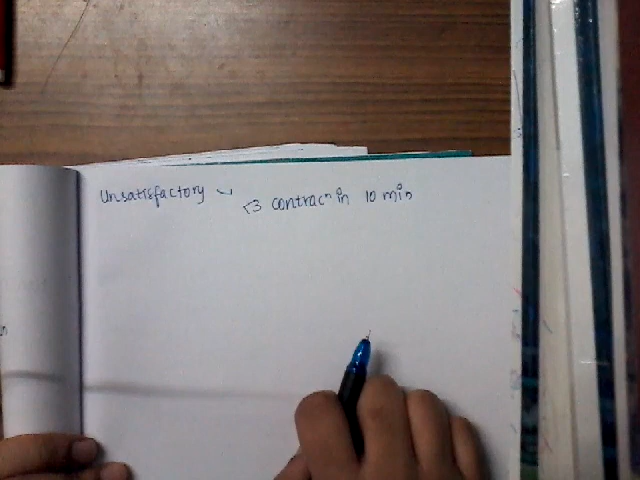 Unsatisfactory
<3 contracⁿ in 10 min